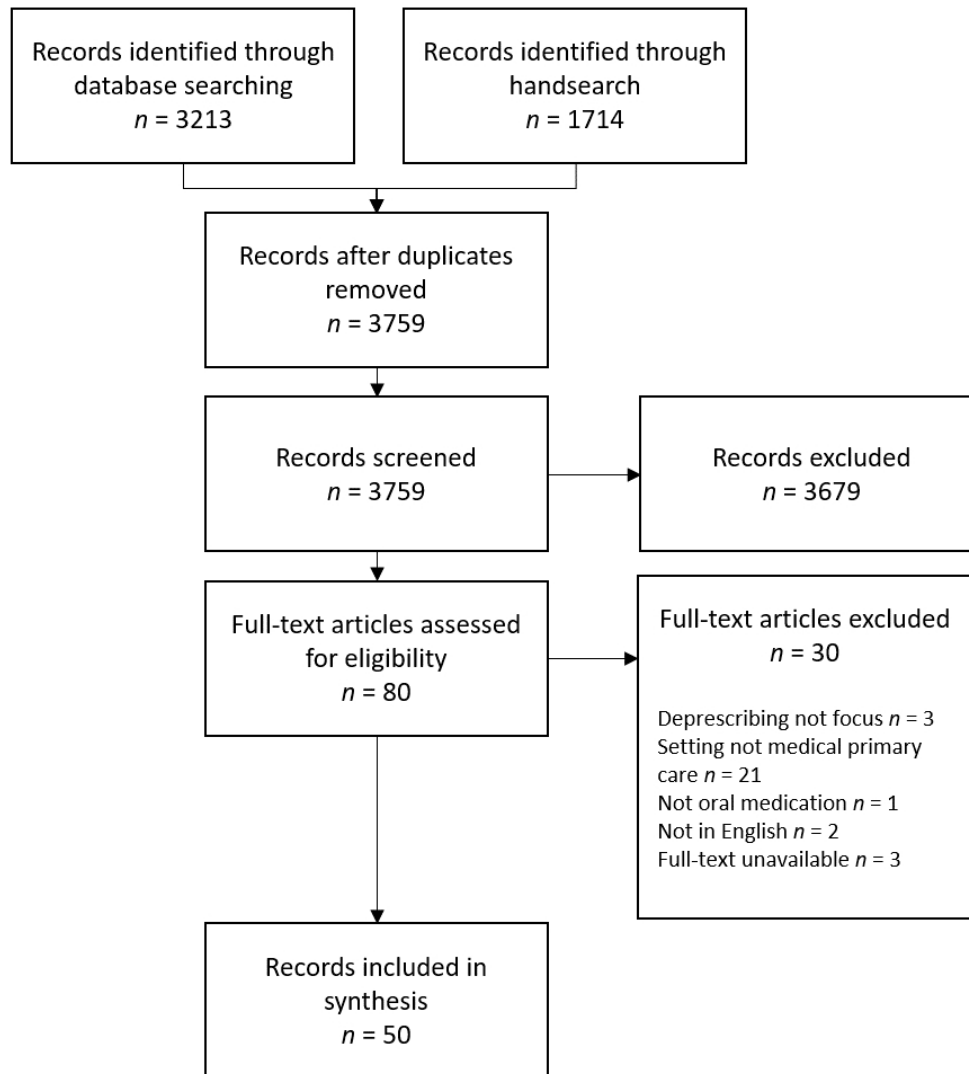 Records identified through
database searching
n = 3213
Records identified through
handsearch
n = 1714
Records after duplicates
removed
n = 3759
Records screened
n = 3759
Records excluded
n = 3679
Full-text articles assessed
for eligibility
n = 80
Full-text articles excluded
n = 30
Deprescribing not focus n = 3
Setting not medical primary
care n = 21
Not oral medication n = 1
Not in English n = 2
Full-text unavailable n = 3
Records included in
synthesis
n = 50